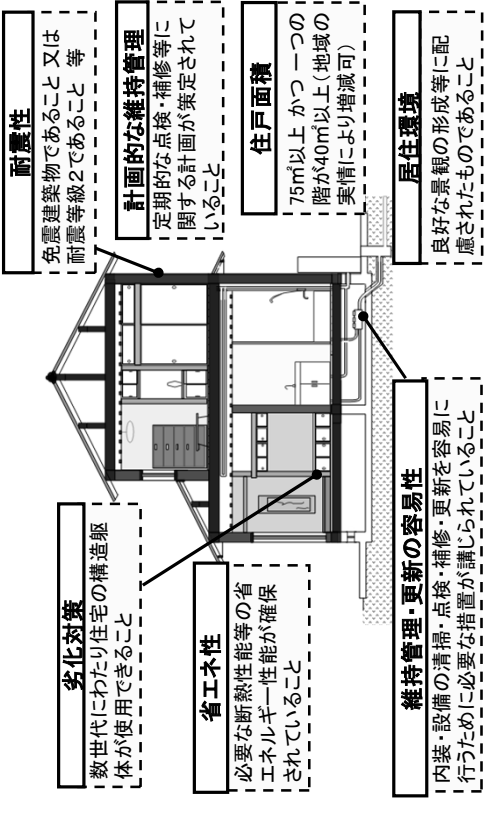 劣化対策
数世代にわたり住宅の構造躯
体が使用できること
耐震性
免震建築物であること 又は
耐震等級2であること 等
省エネ性
必要な断熱性能等の省
エネルギー性能が確保
されていること
計画的な維持管理
定期的な点検・補修等に
関する計画が策定されて
いること
住戸面積
75㎡以上 かつ 一つの
階が40㎡以上(地域の
実情により増減可)
維持管理・更新の容易性
内装・設備の清掃・点検・補修・更新を容易に
行うために必要な措置が講じられていること
居住環境
良好な景観の形成等に配
慮されたものであること